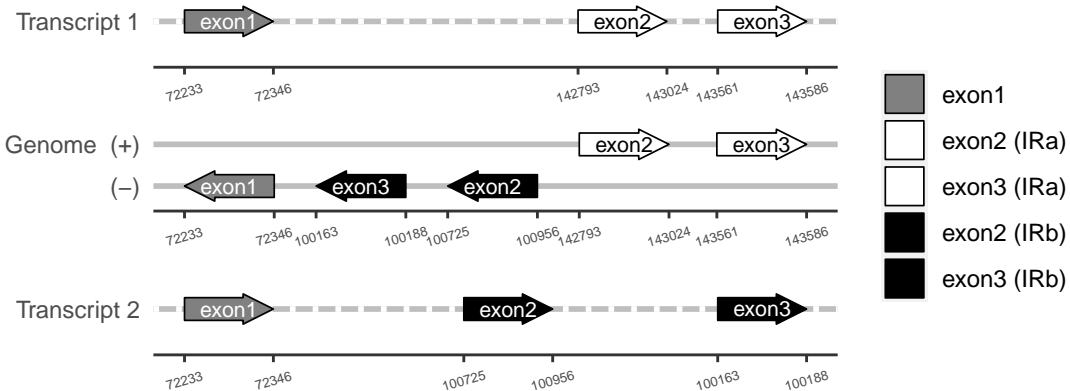 Transcript 1 exon1 exon2 exon3
72233 72346 142793 143024 143561 143586
Genome (+) exon2 exon3
(−) exon1 exon3 exon2
72233 72346 100163 100188 100725 100956 142793 143024 143561 143586
Transcript 2 exon1 exon2 exon3
72233 72346 100725 100956 100163 100188
exon1
exon2 (IRa)
exon3 (IRa)
exon2 (IRb)
exon3 (IRb)